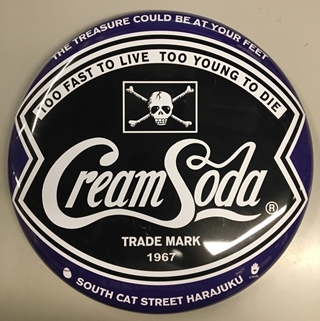 THE TREASURE COULD BE AT YOUR FEET
TOO FAST TO LIVE TOO YOUNG TO DIE
Cream Soda ®
TRADE MARK
1967
SOUTH CAT STREET HARAJUKU